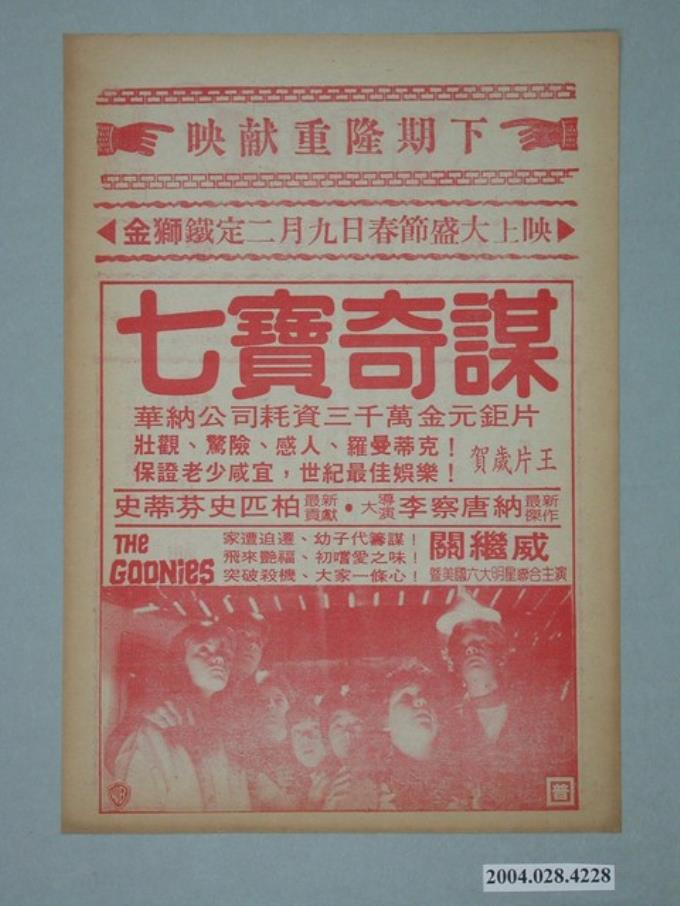 下期隆重献映
金獅鐵定二月九日春節盛大上映
七寶奇謀
華納公司耗資三千萬金元鉅片
壯觀、驚險、感人、羅曼蒂克！
保證老少咸宜，世紀最佳娛樂！
賀歲片王
史蒂芬史匹柏最新貢獻・大導演李察唐納最新傑作
THE GOONIES
家遭追遷、幼子代籌謀！
飛來艷福、初嚐愛之味！
突破殺機、大家一條心！
關繼威
暨美國六大明星聯合主演
WB
普
2004.028.4228